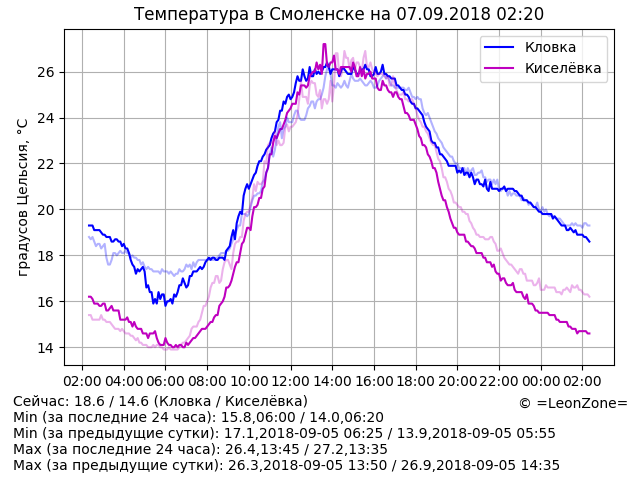 Температура в Смоленске на 07.09.2018 02:20
Кловка
Киселёвка
градусов Цельсия, °C
26
24
22
20
18
16
14
02:00 04:00 06:00 08:00 10:00 12:00 14:00 16:00 18:00 20:00 22:00 00:00 02:00
Сейчас: 18.6 / 14.6 (Кловка / Киселёвка)
© =LeonZone=
Min (за последние 24 часа): 15.8,06:00 / 14.0,06:20
Min (за предыдущие сутки): 17.1,2018-09-05 06:25 / 13.9,2018-09-05 05:55
Max (за последние 24 часа): 26.4,13:45 / 27.2,13:35
Max (за предыдущие сутки): 26.3,2018-09-05 13:50 / 26.9,2018-09-05 14:35